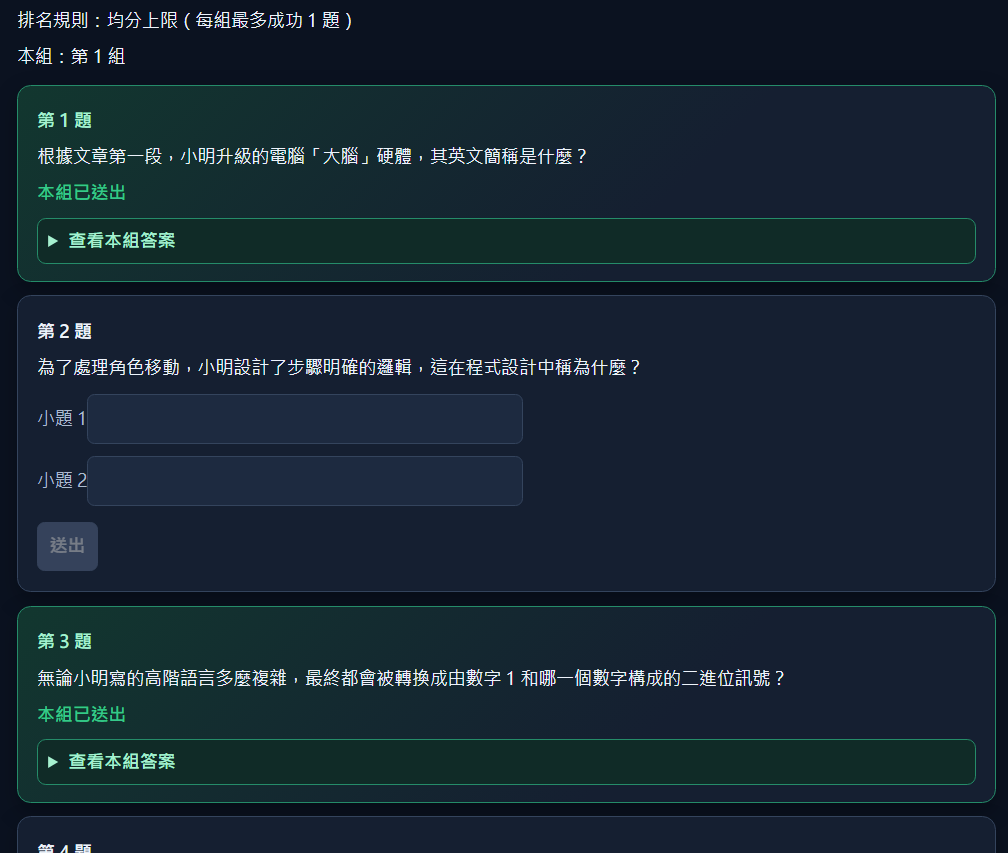 排名規則：均分上限 ( 每組最多成功 1 題 )
本組：第 1 組
第 1 題
根據文章第一段，小明升級的電腦「大腦」硬體，其英文簡稱是什麼？
本組已送出
▶ 查看本組答案
第 2 題
為了處理角色移動，小明設計了步驟明確的邏輯，這在程式設計中稱為什麼？
小題 1
小題 2
送出
第 3 題
無論小明寫的高階語言多麼複雜，最終都會被轉換成由數字 1 和哪一個數字構成的二進位訊號？
本組已送出
▶ 查看本組答案
第 4 題